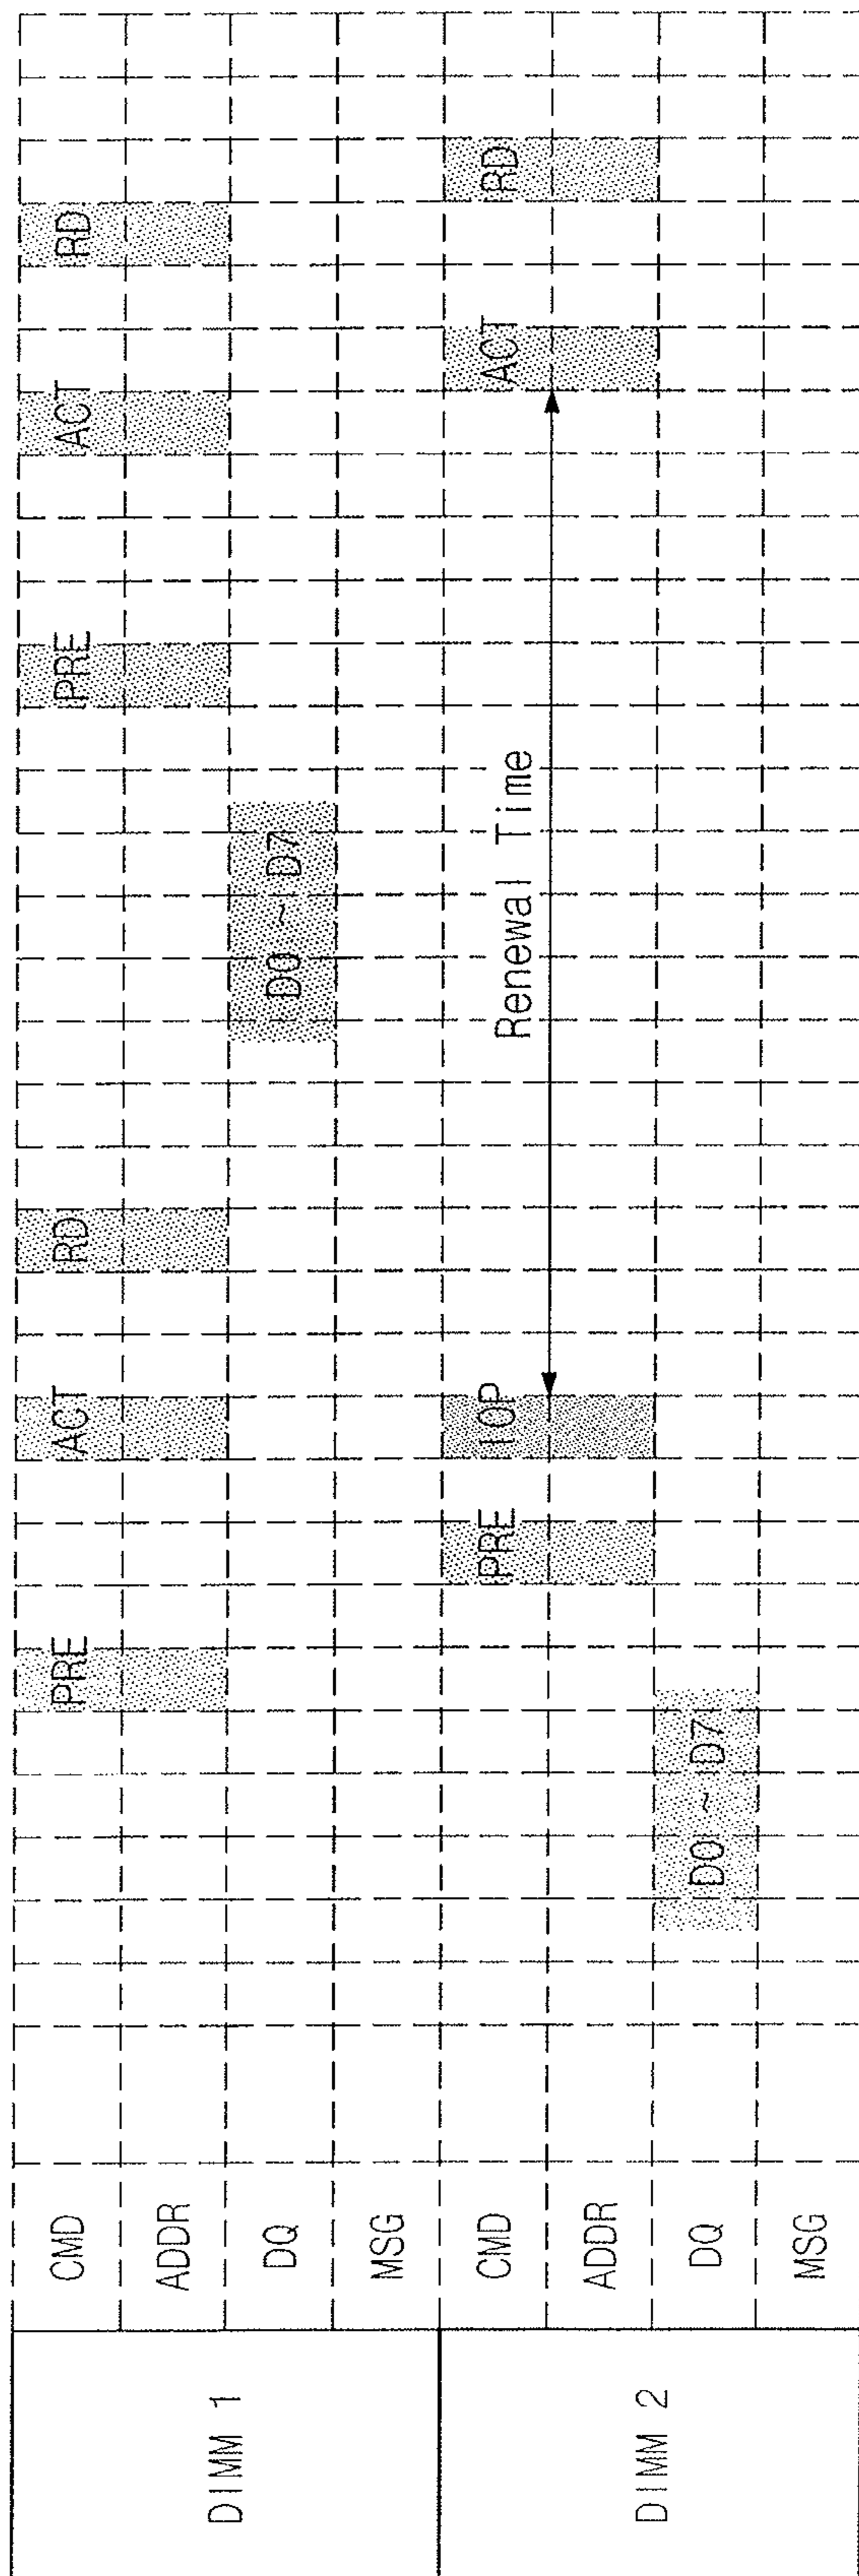 DIMM 1
CMD PRE ACT RD PRE ACT RD
ADDR
DQ D0 ~ D7
MSG
DIMM 2
CMD PRE IOP ACT RD
Renewal Time
ADDR
DQ D0 ~ D7
MSG